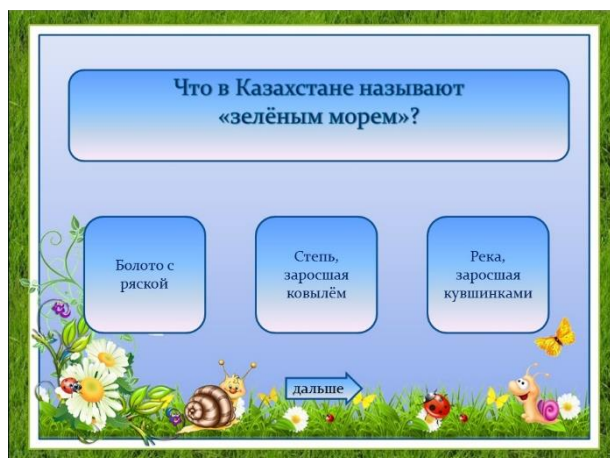 Что в Казахстане называют
«зелёным морем»?
Болото с
ряской
Степь,
заросшая
ковылём
Река,
заросшая
кувшинками
дальше